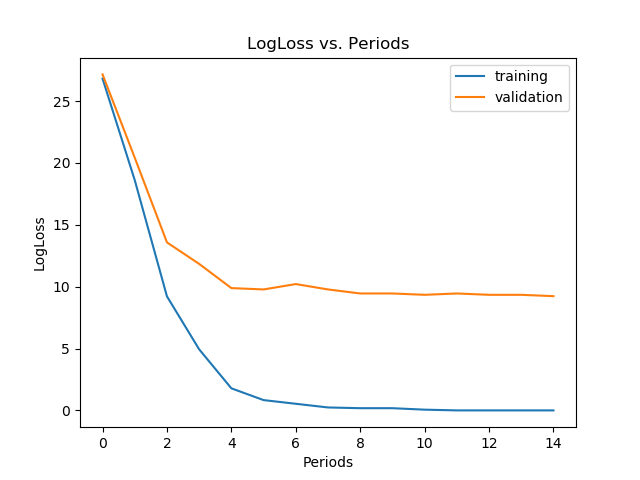 LogLoss vs. Periods
training
validation
LogLoss
25
20
15
10
5
0
0 2 4 6 8 10 12 14
Periods